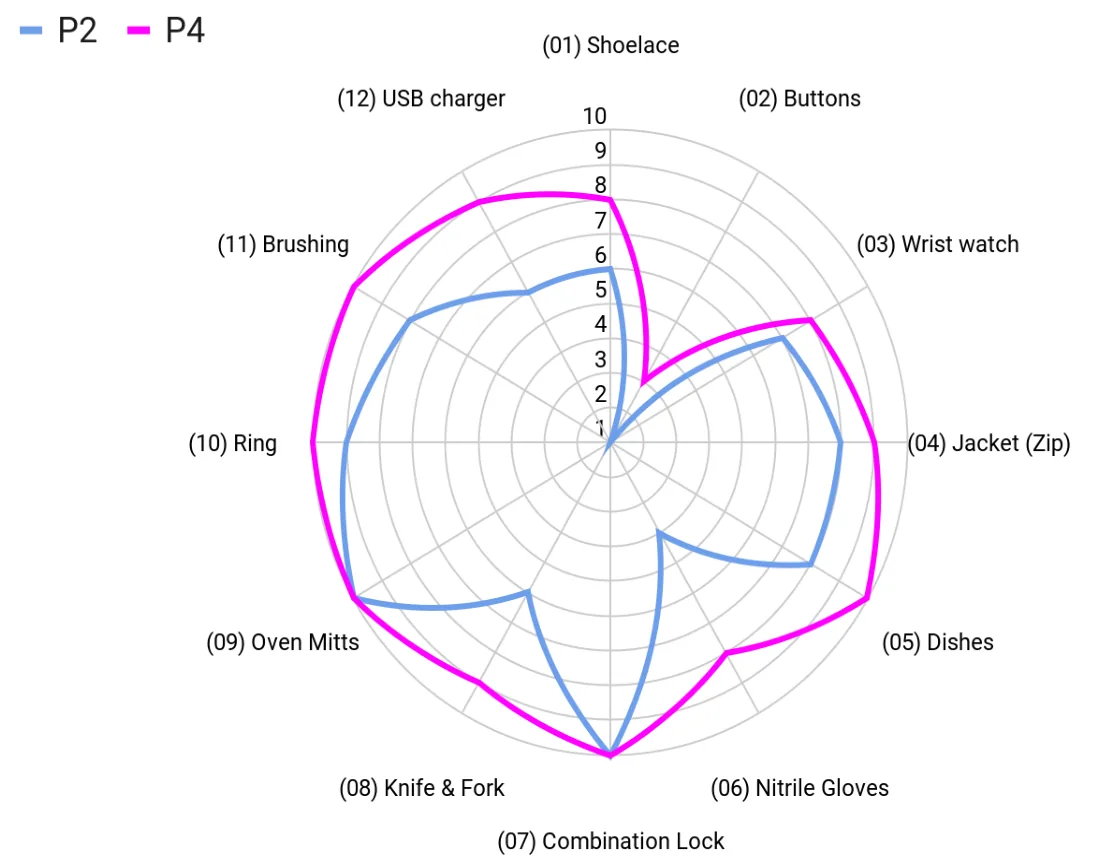 P2 P4
(01) Shoelace
(12) USB charger
(02) Buttons
10
9
8
7
6
5
4
3
2
1
(11) Brushing
(03) Wrist watch
(10) Ring
(04) Jacket (Zip)
(09) Oven Mitts
(05) Dishes
(08) Knife & Fork
(06) Nitrile Gloves
(07) Combination Lock